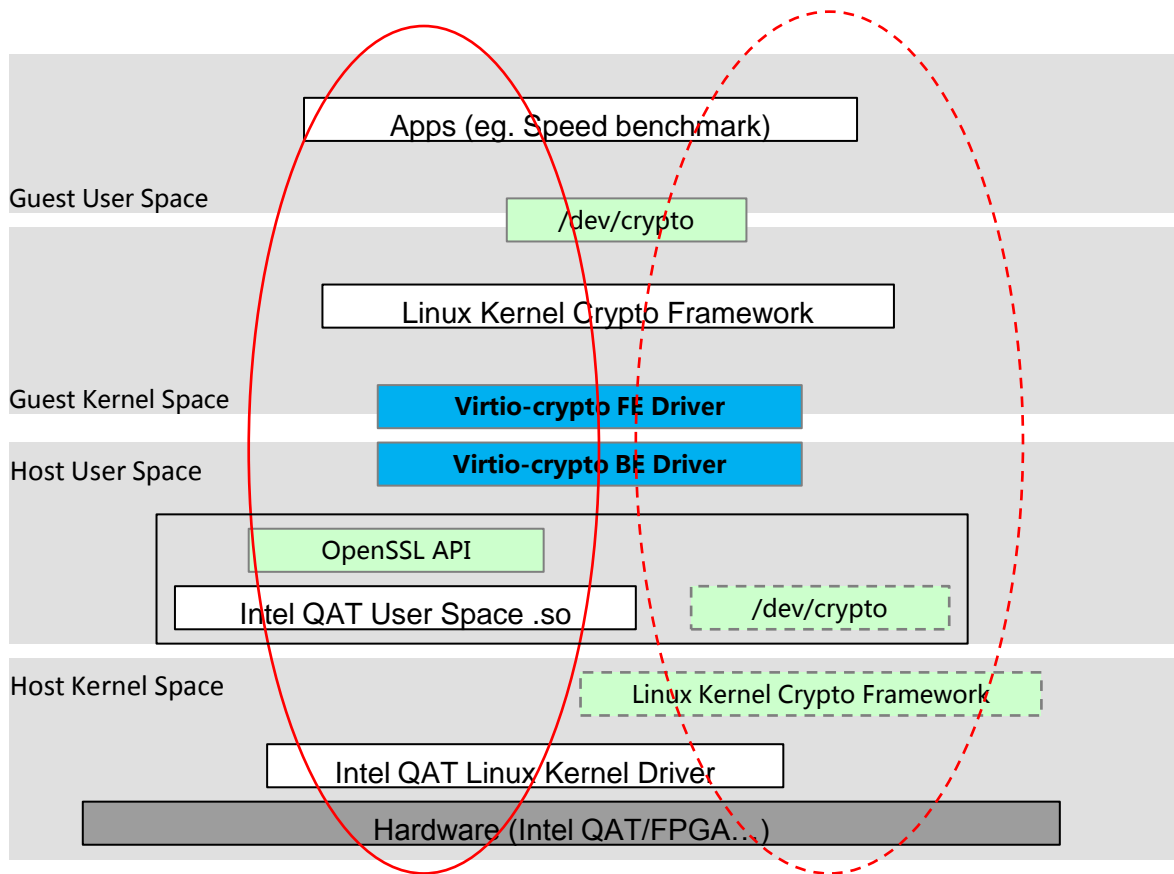 Apps (eg. Speed benchmark)
Guest User Space
/dev/crypto
Linux Kernel Crypto Framework
Guest Kernel Space
Virtio-crypto FE Driver
Host User Space
Virtio-crypto BE Driver
OpenSSL API
Intel QAT User Space .so
/dev/crypto
Host Kernel Space
Linux Kernel Crypto Framework
Intel QAT Linux Kernel Driver
Hardware (Intel QAT/FPGA…)